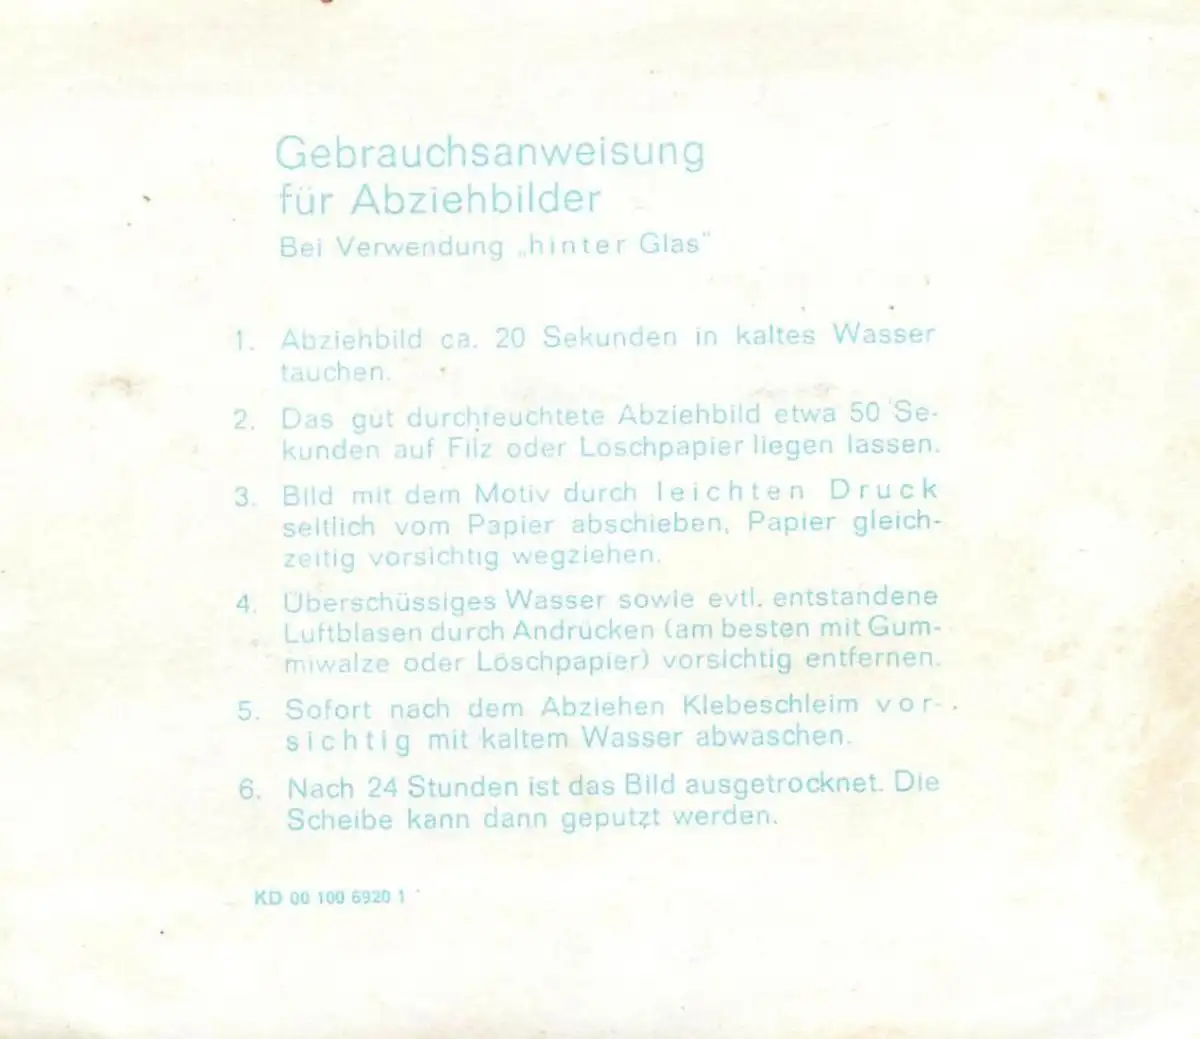 Gebrauchsanweisung
für Abziehbilder
Bei Verwendung „hinter Glas"
1. Abziehbild ca. 20 Sekunden in kaltes Wasser
tauchen.
2. Das gut durchfeuchtete Abziehbild etwa 50 Se-
kunden auf Filz oder Löschpapier liegen lassen.
3. Bild mit dem Motiv durch leichten Druck
seitlich vom Papier abschieben, Papier gleich-
zeitig vorsichtig wegziehen.
4. Überschüssiges Wasser sowie evtl. entstandene
Luftblasen durch Andrücken (am besten mit Gum-
miwalze oder Löschpapier) vorsichtig entfernen.
5. Sofort nach dem Abziehen Klebeschleim vor-
sichtig mit kaltem Wasser abwaschen.
6. Nach 24 Stunden ist das Bild ausgetrocknet. Die
Scheibe kann dann geputzt werden.
KD 00 100 6920 1